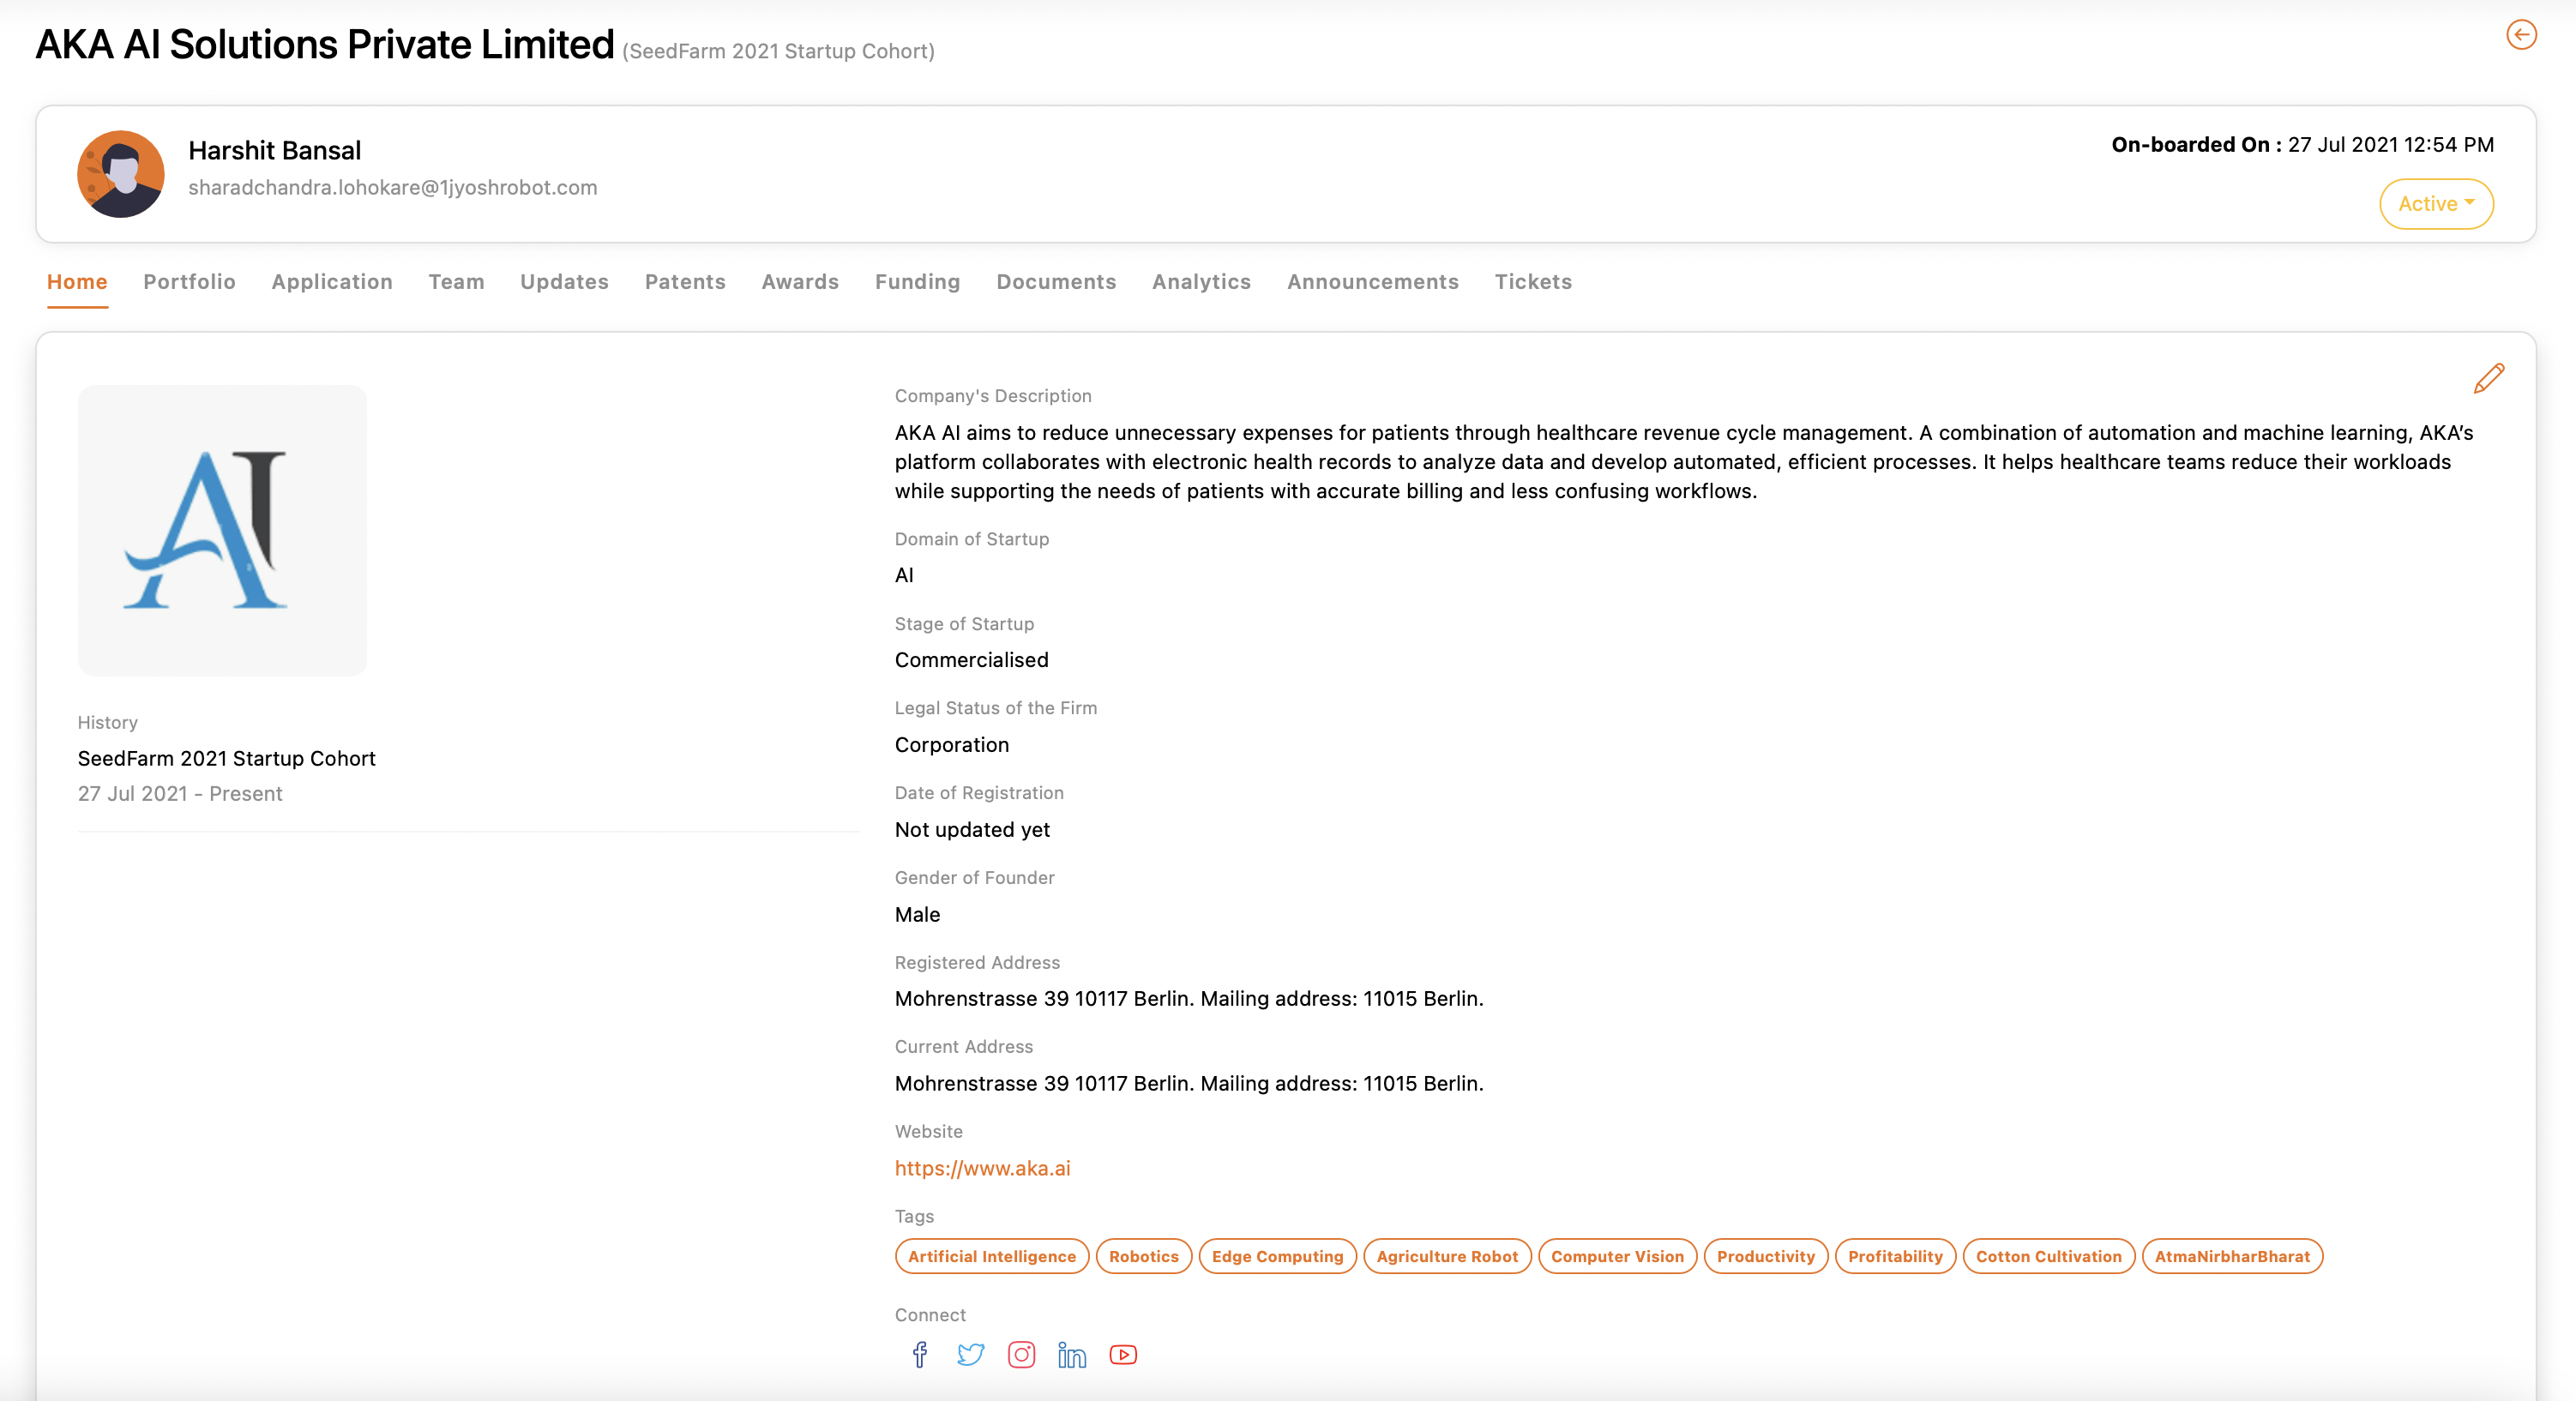 AKA AI Solutions Private Limited (SeedFarm 2021 Startup Cohort)
Harshit Bansal
sharadchandra.lohokare@1jyoshrobot.com
On-boarded On : 27 Jul 2021 12:54 PM
Active
Home Portfolio Application Team Updates Patents Awards Funding Documents Analytics Announcements Tickets
AI
History
SeedFarm 2021 Startup Cohort
27 Jul 2021 - Present
Company's Description
AKA AI aims to reduce unnecessary expenses for patients through healthcare revenue cycle management. A combination of automation and machine learning, AKA’s
platform collaborates with electronic health records to analyze data and develop automated, efficient processes. It helps healthcare teams reduce their workloads
while supporting the needs of patients with accurate billing and less confusing workflows.
Domain of Startup
AI
Stage of Startup
Commercialised
Legal Status of the Firm
Corporation
Date of Registration
Not updated yet
Gender of Founder
Male
Registered Address
Mohrenstrasse 39 10117 Berlin. Mailing address: 11015 Berlin.
Current Address
Mohrenstrasse 39 10117 Berlin. Mailing address: 11015 Berlin.
Website
https://www.aka.ai
Tags
Artificial Intelligence Robotics Edge Computing Agriculture Robot Computer Vision Productivity Profitability Cotton Cultivation AtmaNirbharBharat
Connect